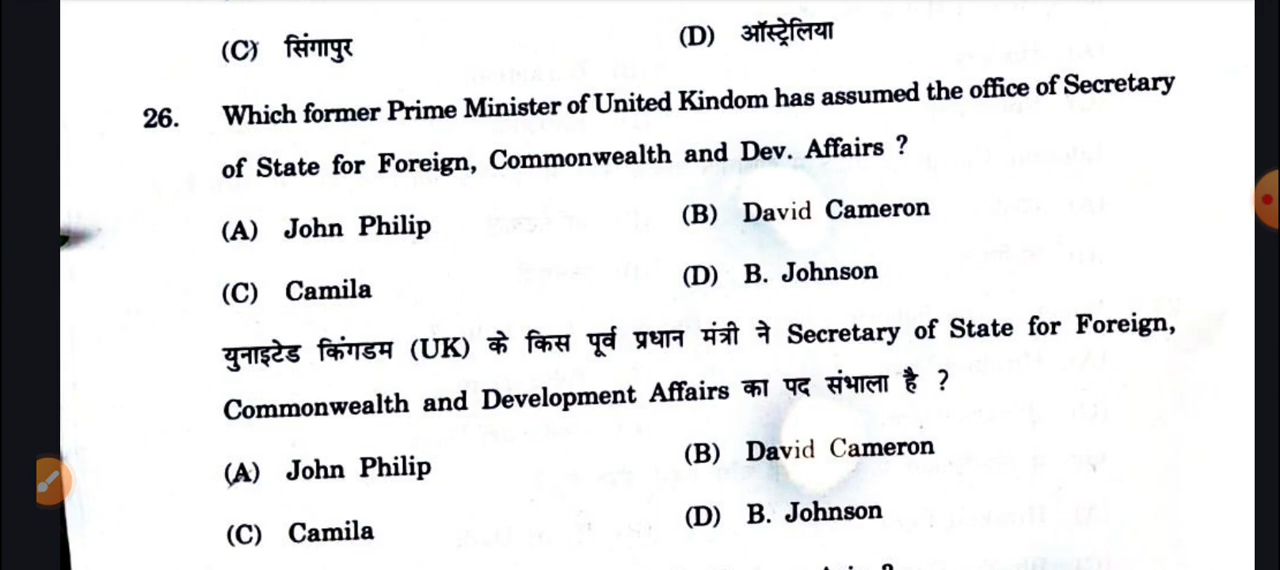 (C) सिंगापुर
(D) ऑस्ट्रेलिया
26. Which former Prime Minister of United Kindom has assumed the office of Secretary
of State for Foreign, Commonwealth and Dev. Affairs ?
(A) John Philip
(B) David Cameron
(C) Camila
(D) B. Johnson
युनाइटेड किंगडम (UK) के किस पूर्व प्रधान मंत्री ने Secretary of State for Foreign,
Commonwealth and Development Affairs का पद संभाला है ?
(A) John Philip
(B) David Cameron
(C) Camila
(D) B. Johnson